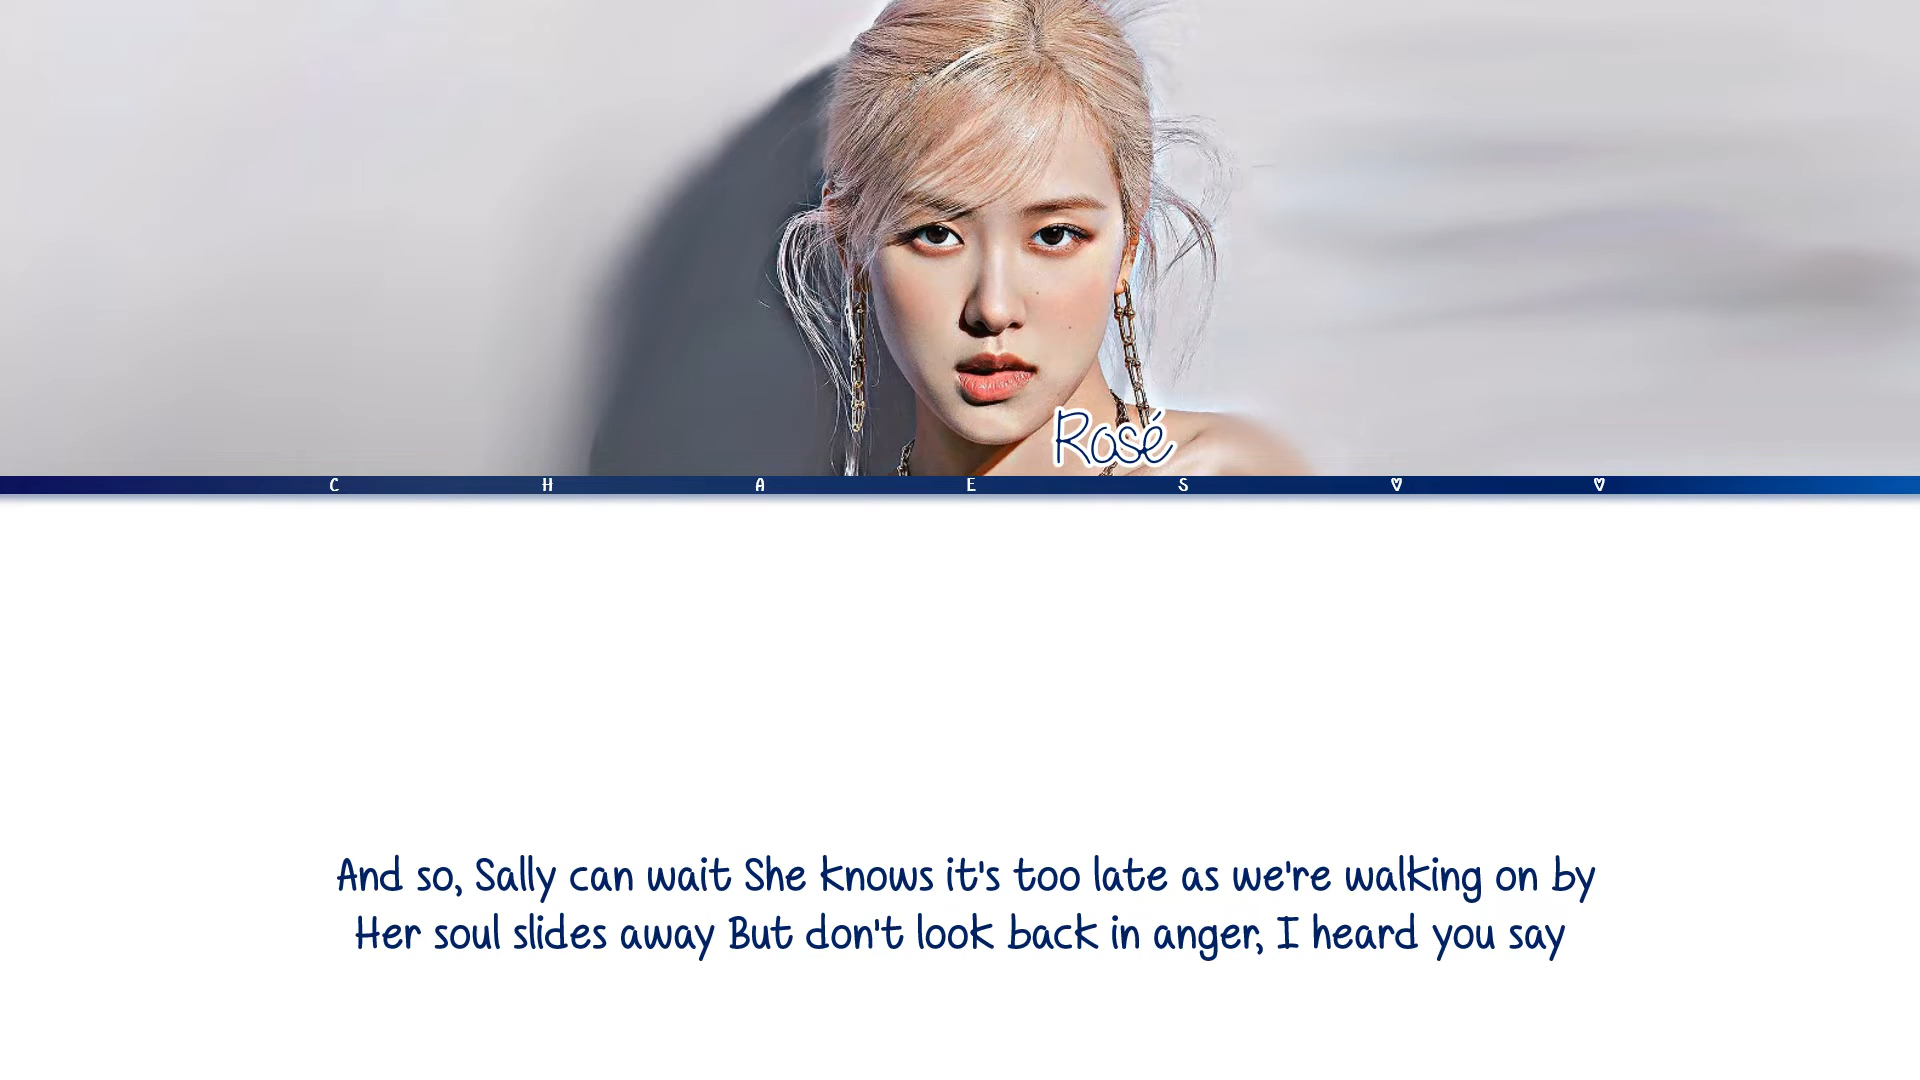 Rosé
C H A E S ♡ ♡
And so, Sally can wait She knows it's too late as we're walking on by
Her soul slides away But don't look back in anger, I heard you say